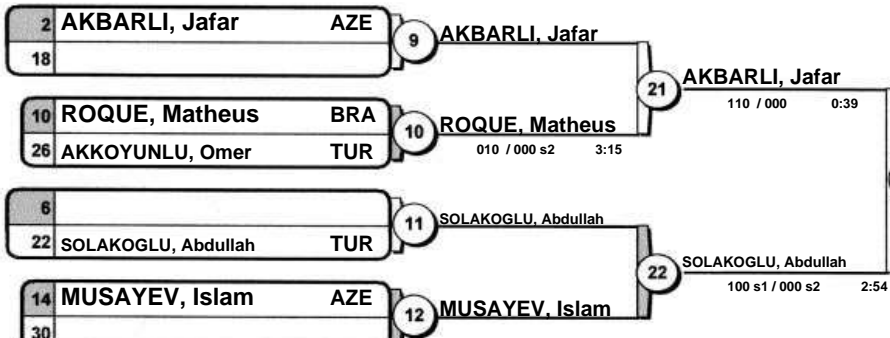 2 AKBARLI, Jafar AZE
18
9 AKBARLI, Jafar
10 ROQUE, Matheus BRA
26 AKKOYUNLU, Omer TUR
10 ROQUE, Matheus
010 / 000 s2 3:15
21 AKBARLI, Jafar
110 / 000 0:39
6
22 SOLAKOGLU, Abdullah TUR
11 SOLAKOGLU, Abdullah
14 MUSAYEV, Islam AZE
30
12 MUSAYEV, Islam
22 SOLAKOGLU, Abdullah
100 s1 / 000 s2 2:54